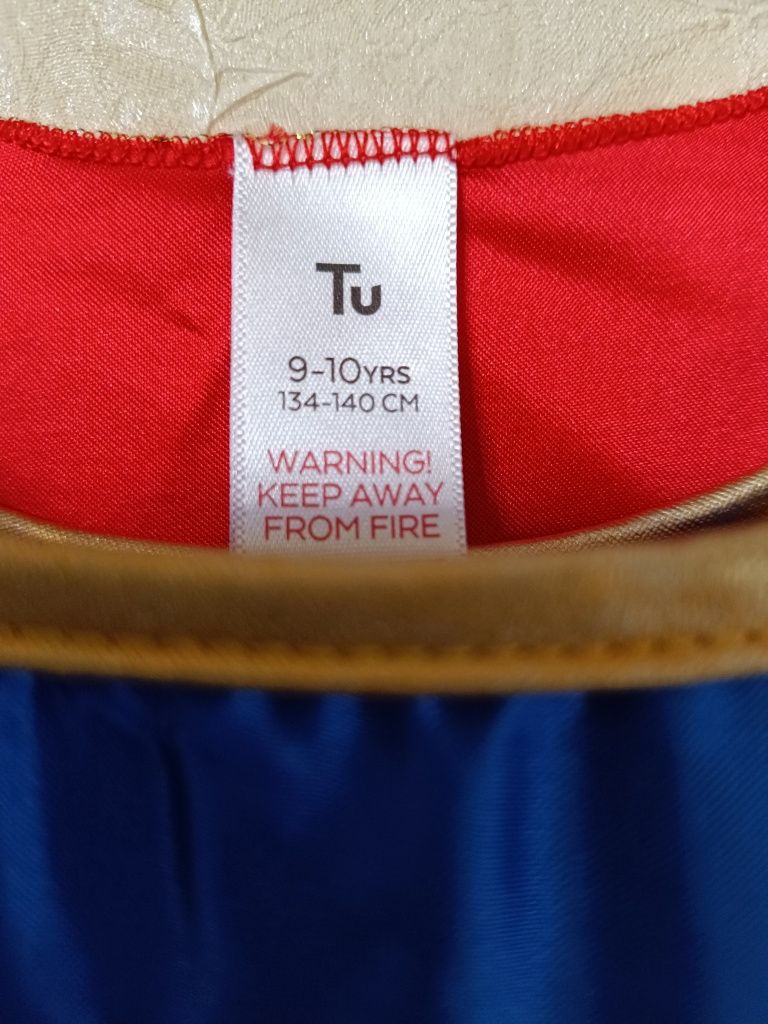 Tu
9-10YRS
134-140 CM
WARNING!
KEEP AWAY
FROM FIRE